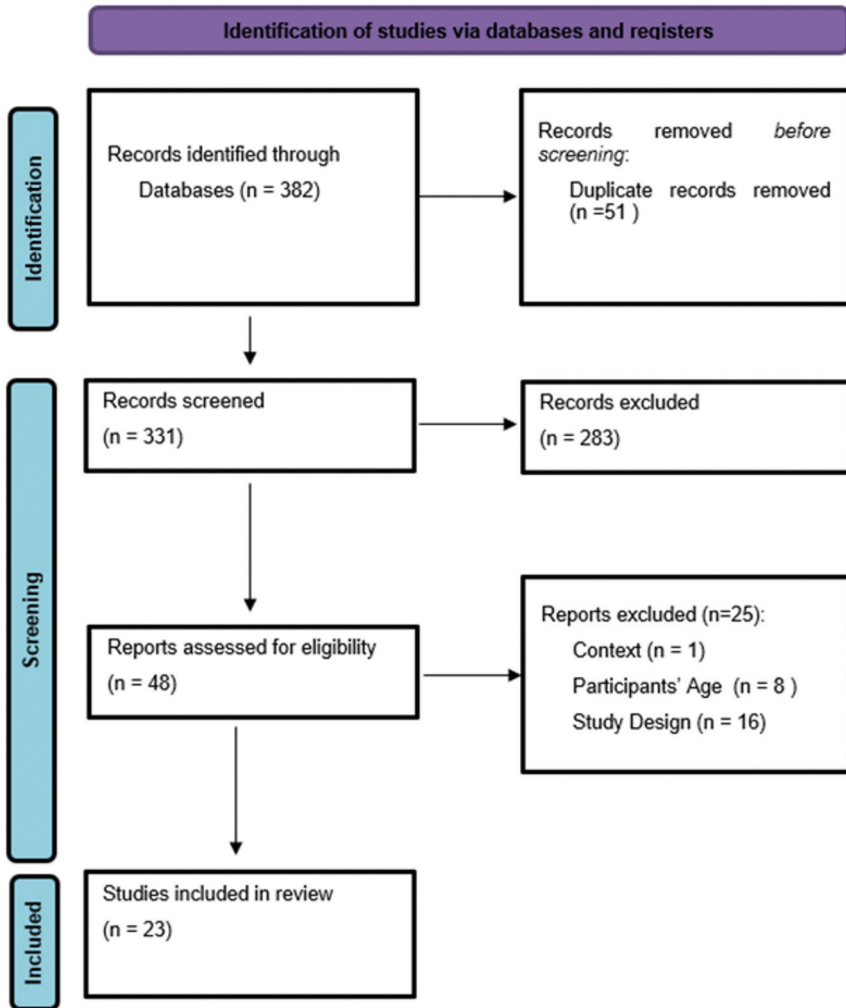 Identification of studies via databases and registers
Identification
Records identified through
Databases (n = 382)
Records removed before
screening:
Duplicate records removed
(n =51 )
Screening
Records screened
(n = 331)
Records excluded
(n = 283)
Reports assessed for eligibility
(n = 48)
Reports excluded (n=25):
Context (n = 1)
Participants' Age (n = 8 )
Study Design (n = 16)
Included
Studies included in review
(n = 23)